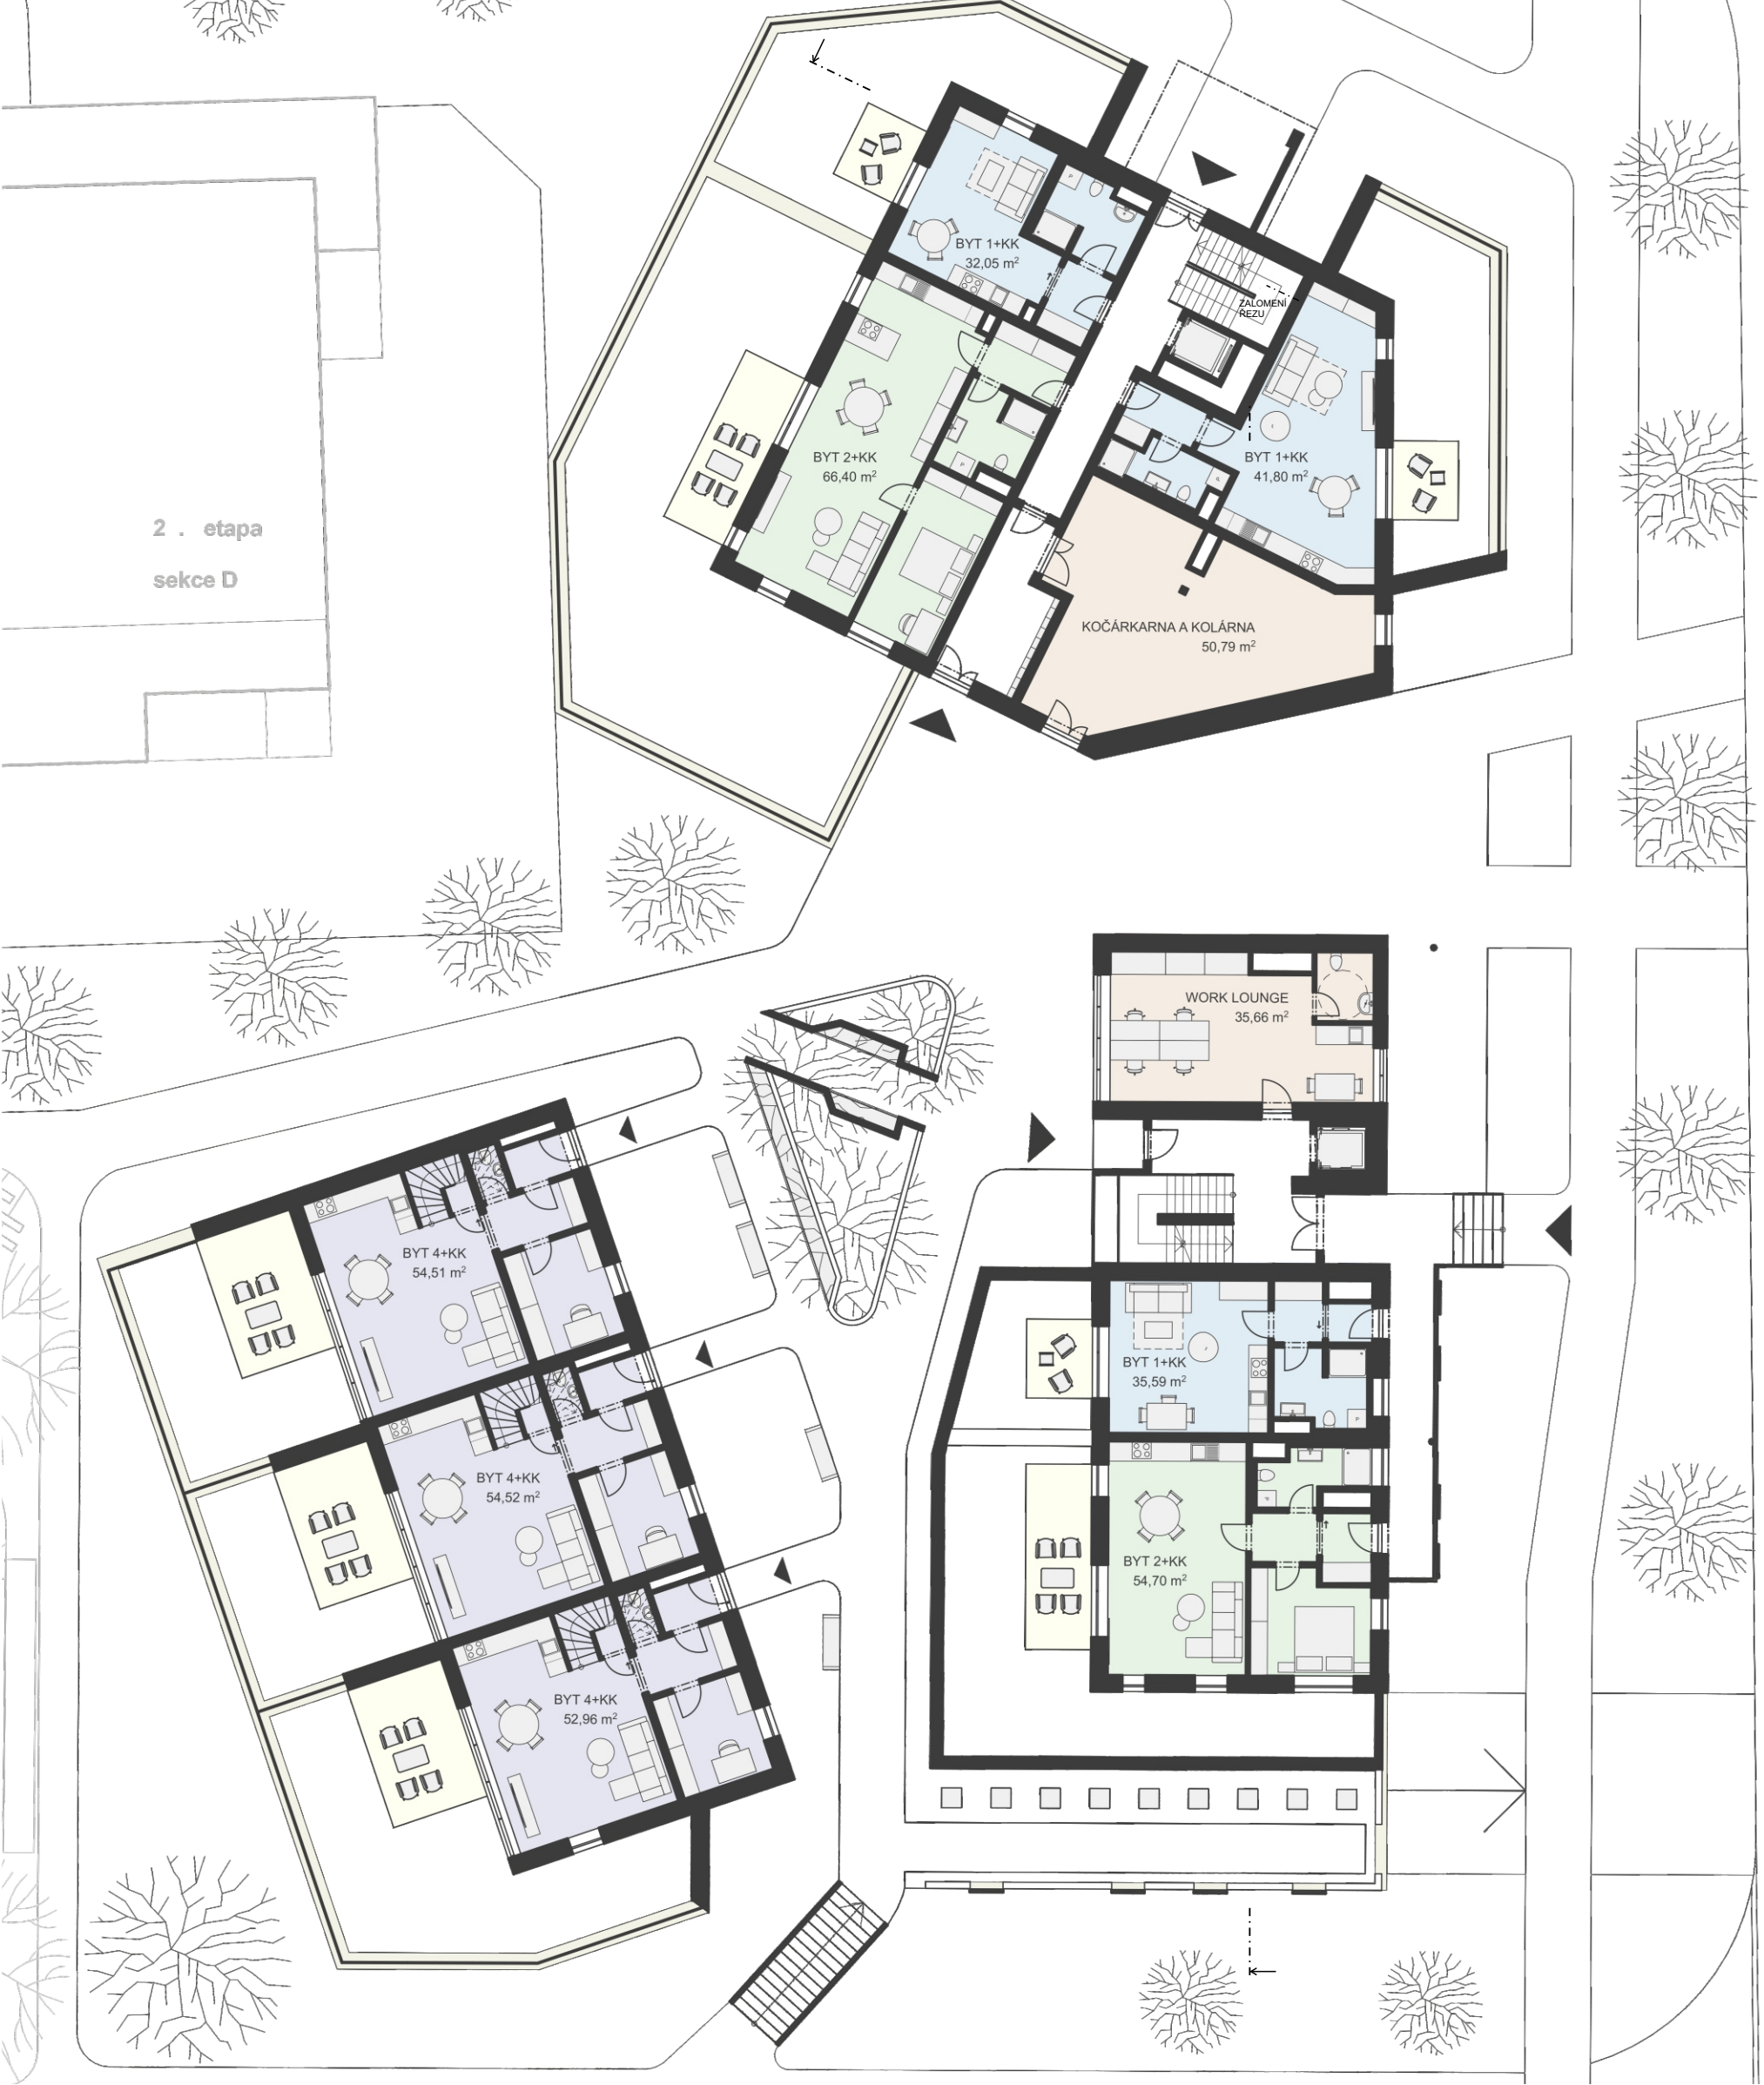 BYT 1+KK
32,05 m²
ZALOMENÍ
ŘEZU
BYT 2+KK
66,40 m²
BYT 1+KK
41,80 m²
2 . etapa
sekce D
KOČÁRKARNA A KOLÁRNA
50,79 m²
WORK LOUNGE
35,66 m²
BYT 4+KK
54,51 m²
BYT 1+KK
35,59 m²
BYT 4+KK
54,52 m²
BYT 2+KK
54,70 m²
BYT 4+KK
52,96 m²